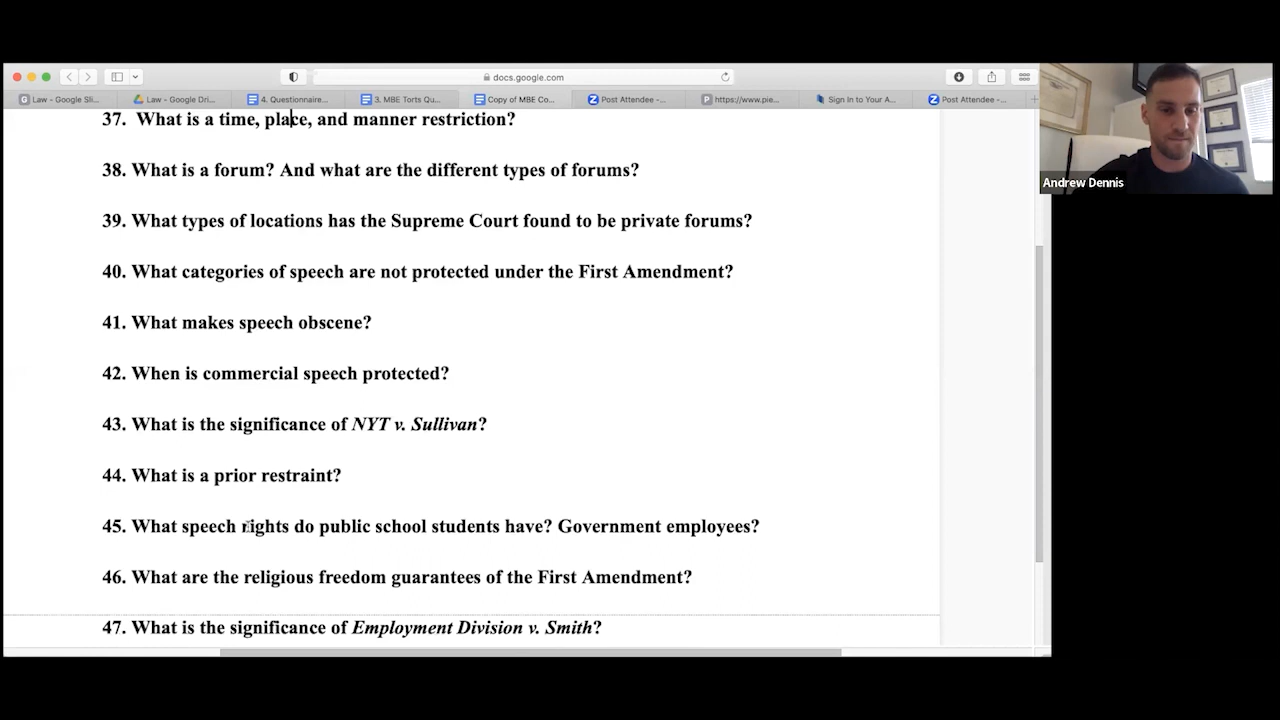 docs.google.com
Law - Google Sli...
Law - Google Dri...
4. Questionnaire...
3. MBE Torts Qu...
Copy of MBE Co...
Post Attendee -...
https://www.pie...
Sign In to Your A...
Post Attendee -...
37. What is a time, place, and manner restriction?
38. What is a forum? And what are the different types of forums?
39. What types of locations has the Supreme Court found to be private forums?
40. What categories of speech are not protected under the First Amendment?
41. What makes speech obscene?
42. When is commercial speech protected?
43. What is the significance of NYT v. Sullivan?
44. What is a prior restraint?
45. What speech rights do public school students have? Government employees?
46. What are the religious freedom guarantees of the First Amendment?
47. What is the significance of Employment Division v. Smith?
Andrew Dennis